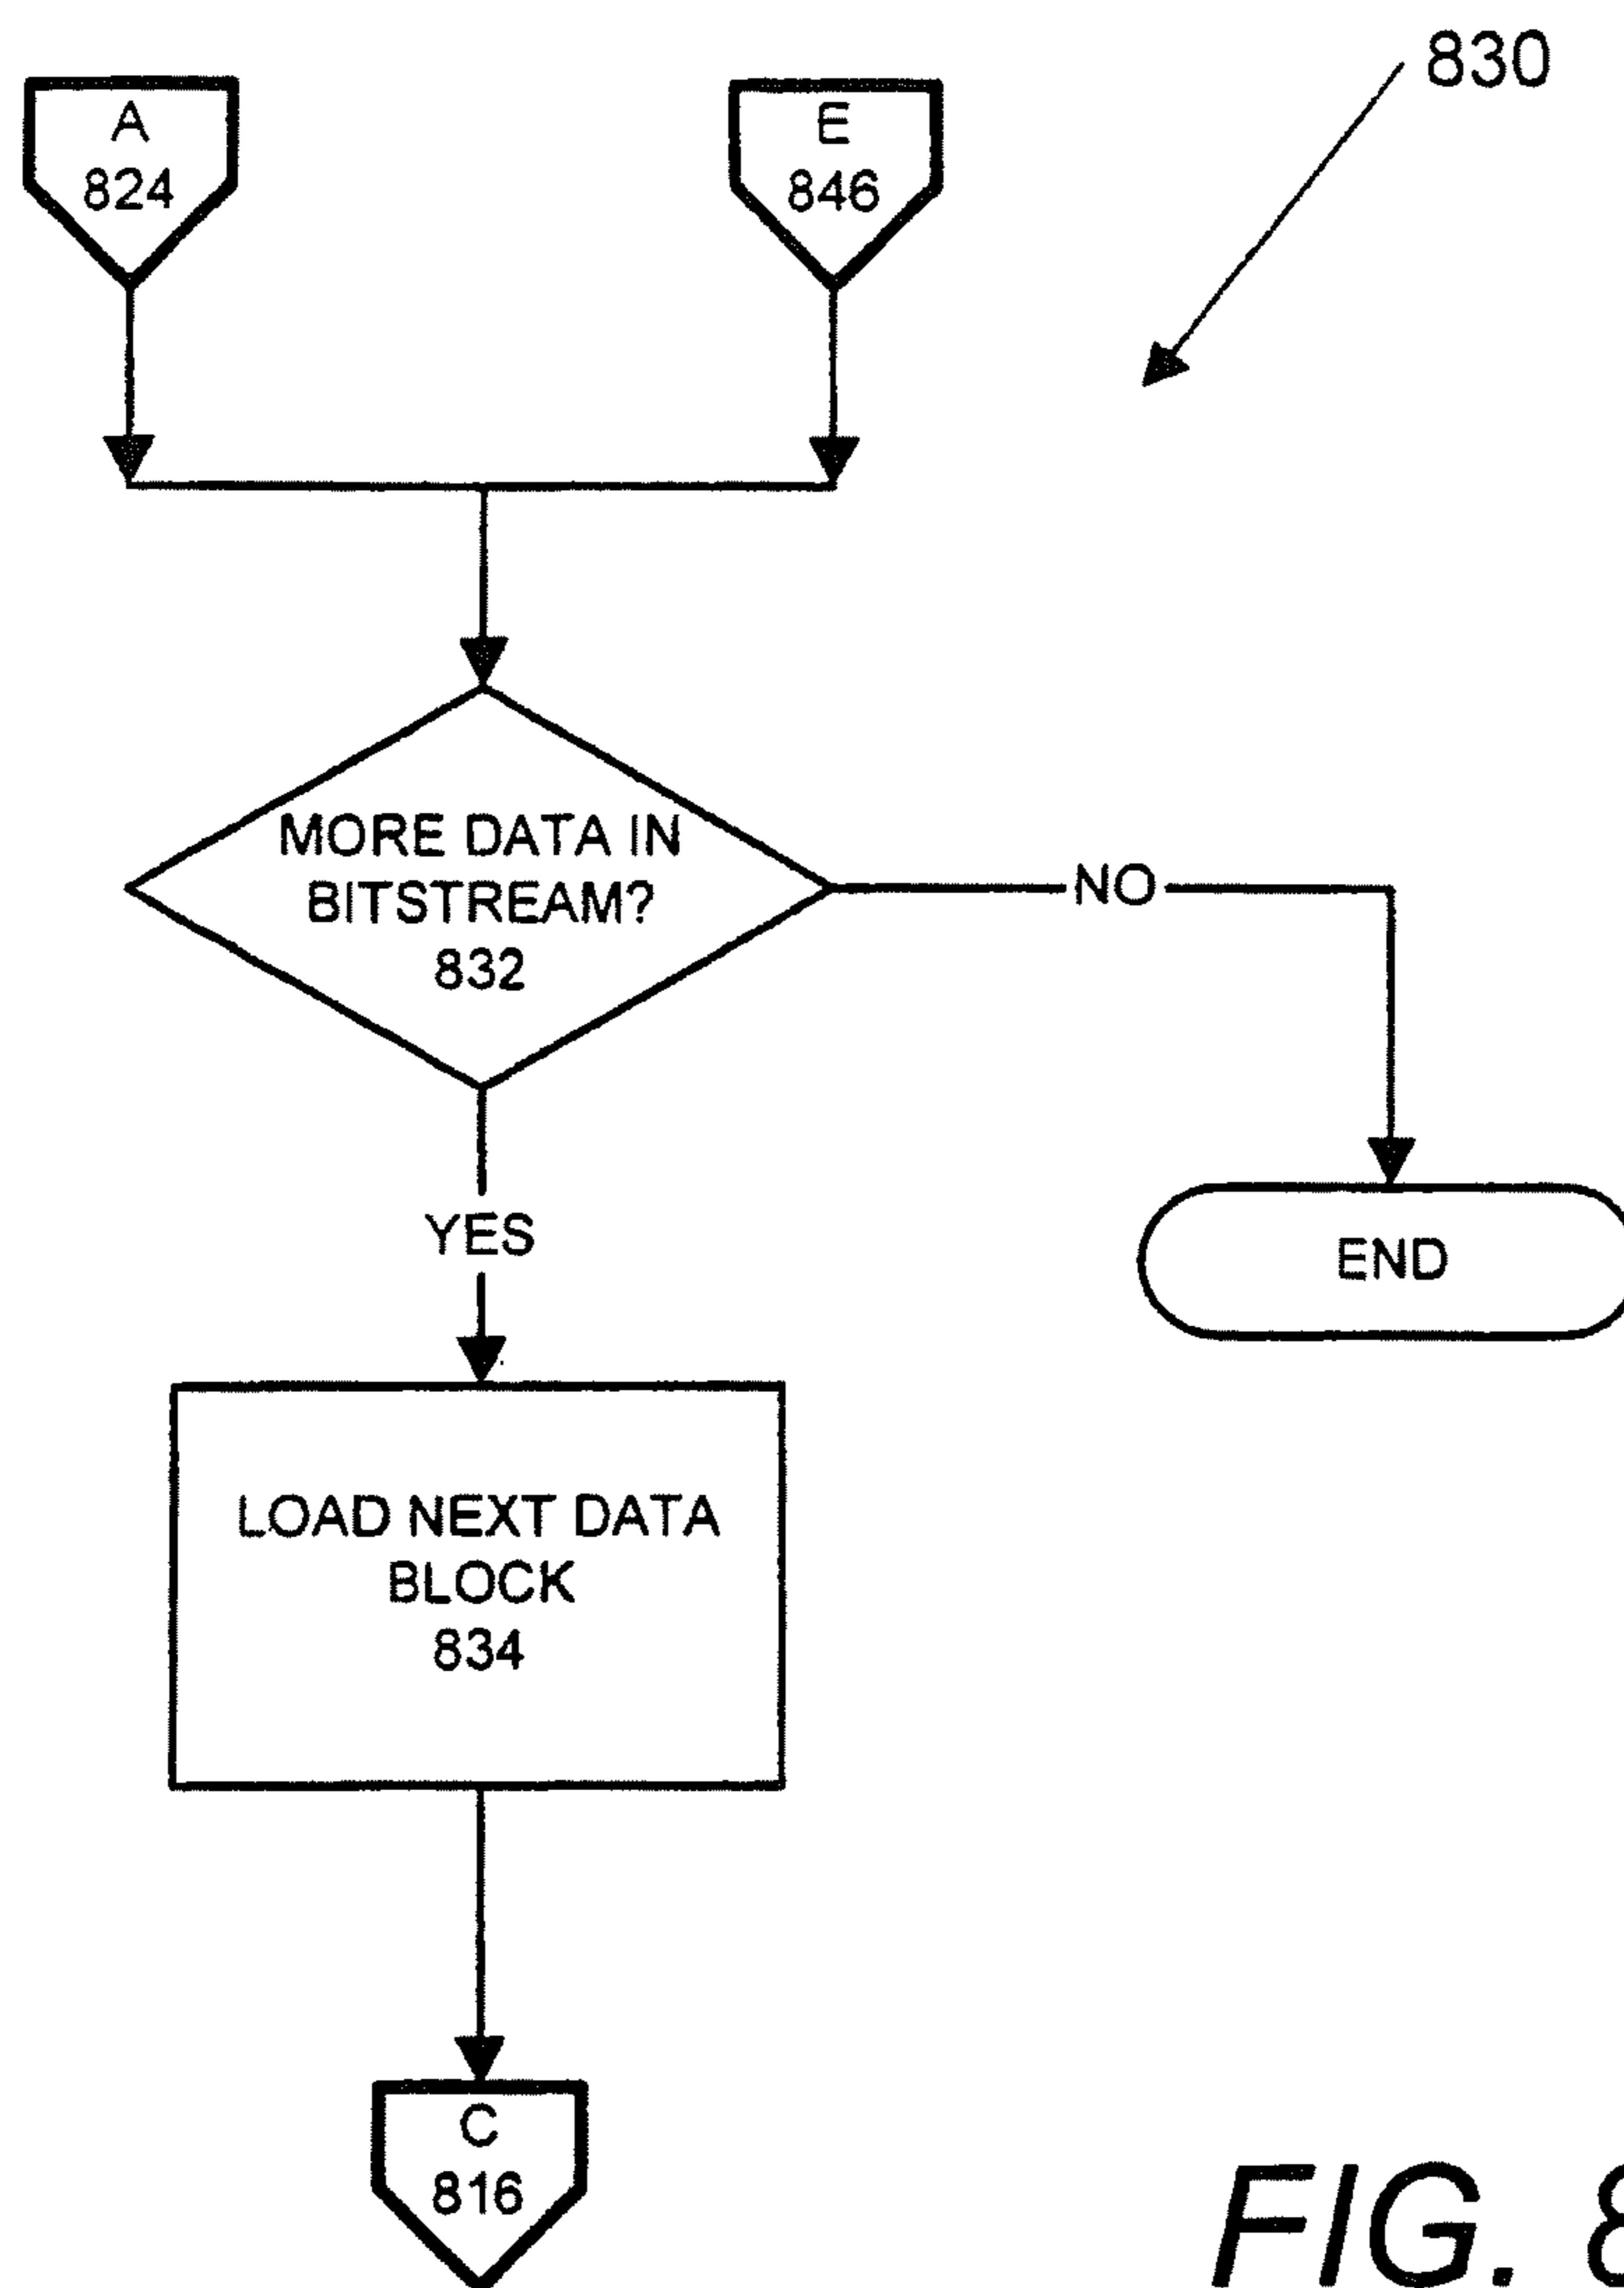 830
A
824
E
846
MORE DATA IN
BITSTREAM?
832
NO
YES
END
LOAD NEXT DATA
BLOCK
834
C
816
FIG. 8